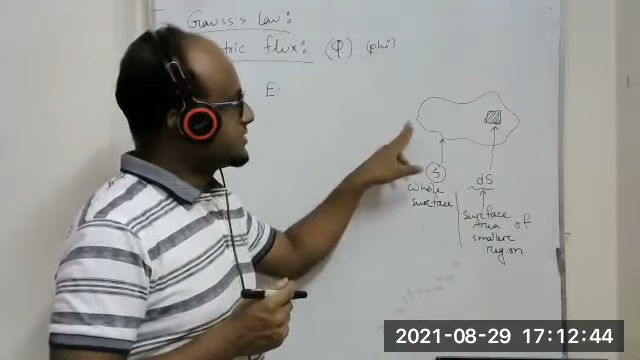 Gauss's Law:
tric flux: (φ) (phi)
E
S
whole
surface
dS
surface
Area of
smaller
region
2021-08-29 17:12:44